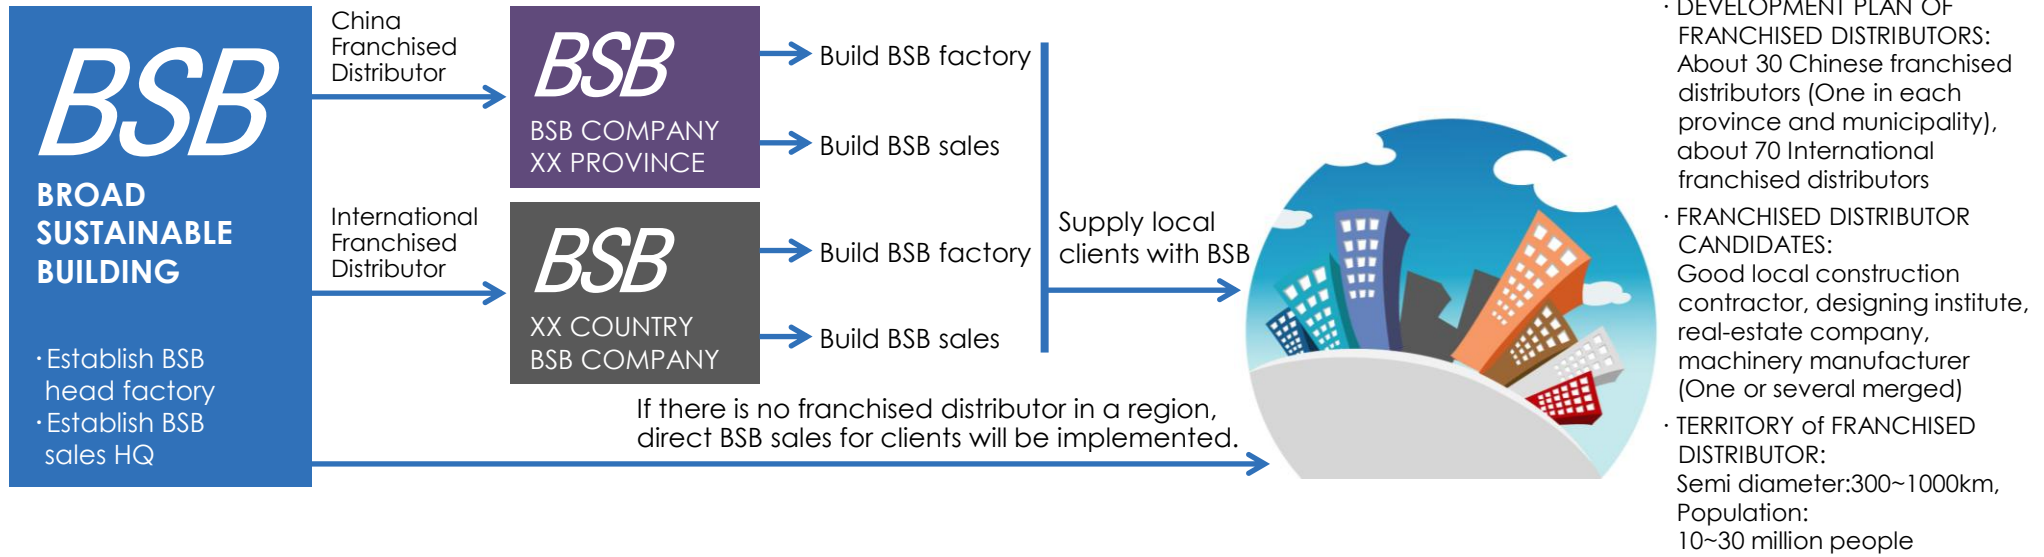 BSB
BROAD
SUSTAINABLE
BUILDING
· Establish BSB
head factory
· Establish BSB
sales HQ
China
Franchised
Distributor
International
Franchised
Distributor
BSB
BSB COMPANY
XX PROVINCE
BSB
XX COUNTRY
BSB COMPANY
Build BSB factory
Build BSB sales
Build BSB factory
Build BSB sales
Supply local
clients with BSB
If there is no franchised distributor in a region,
direct BSB sales for clients will be implemented.
· DEVELOPMENT PLAN OF
FRANCHISED DISTRIBUTORS:
About 30 Chinese franchised
distributors (One in each
province and municipality),
about 70 International
franchised distributors
· FRANCHISED DISTRIBUTOR
CANDIDATES:
Good local construction
contractor, designing institute,
real-estate company,
machinery manufacturer
(One or several merged)
· TERRITORY of FRANCHISED
DISTRIBUTOR:
Semi diameter:300~1000km,
Population:
10~30 million people